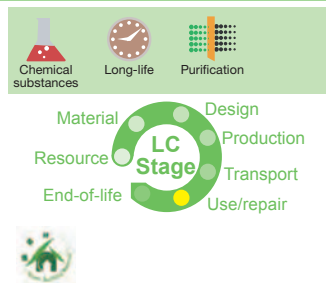 Chemical
substances
Long-life
Purification
Material
Design
Resource
LC
Stage
Production
Transport
End-of-life
Use/repair